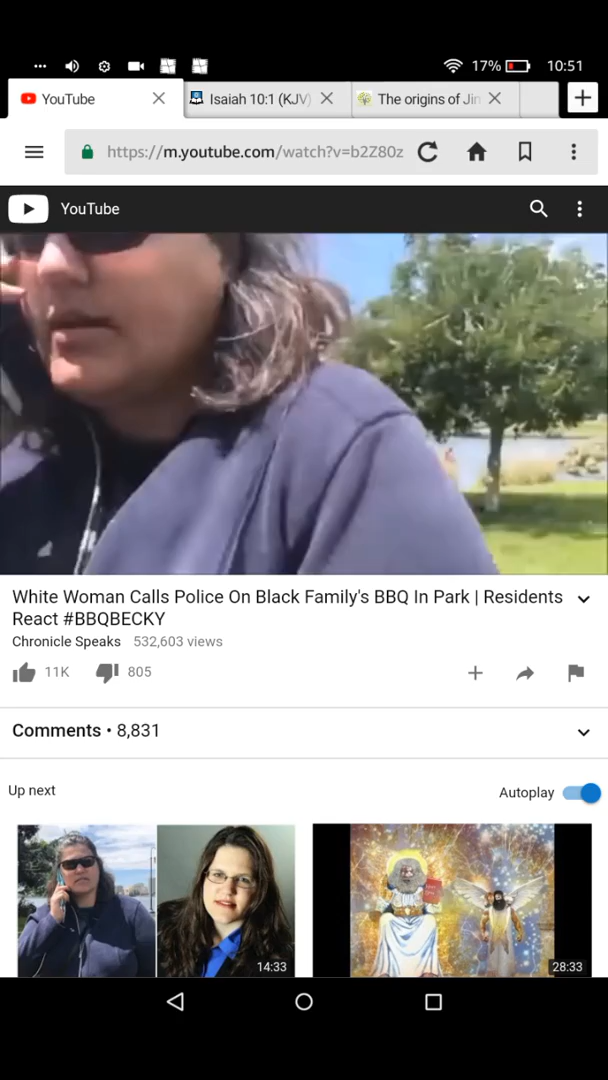 17% 10:51
YouTube Isaiah 10:1 (KJV) The origins of Jin
https://m.youtube.com/watch?v=b2Z80z
YouTube
White Woman Calls Police On Black Family's BBQ In Park | Residents
React #BBQBECKY
Chronicle Speaks 532,603 views
11K 805
Comments • 8,831
Up next Autoplay
14:33 28:33